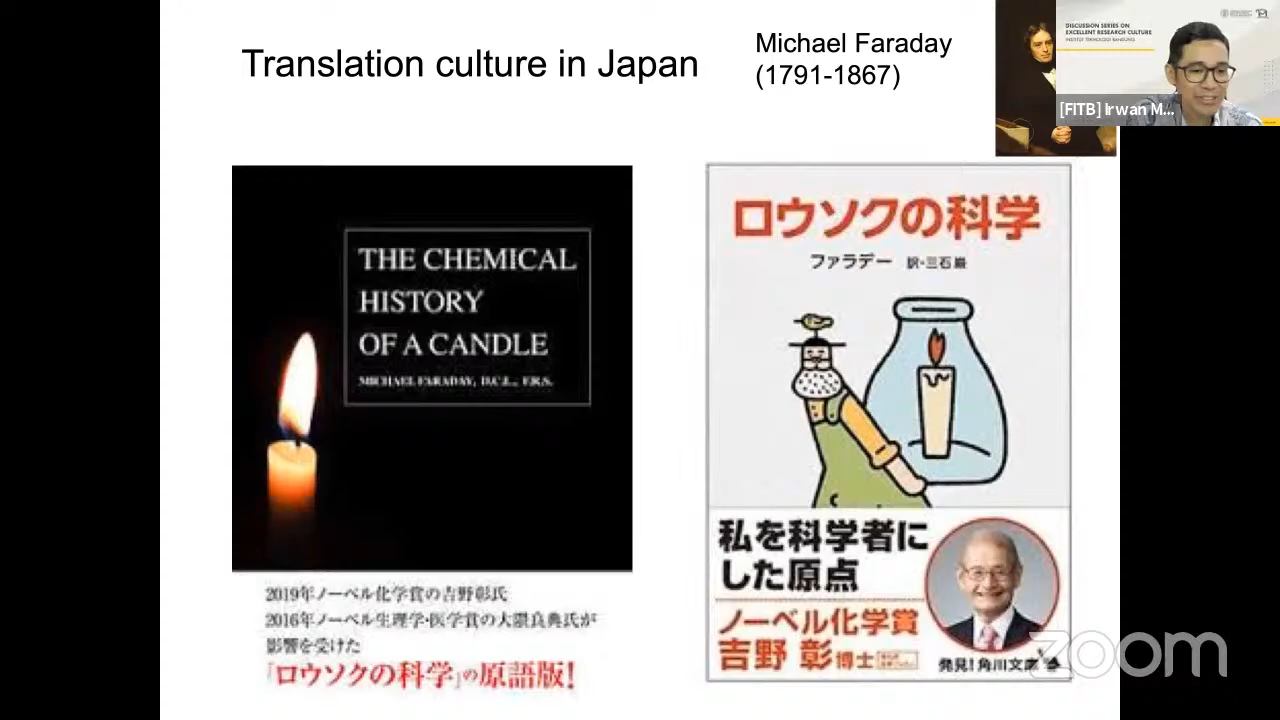 Translation culture in Japan
Michael Faraday
(1791-1867)
DISCUSSION SERIES ON
EXCELLENT RESEARCH CULTURE
INSTITUT TEKNOLOGI BANDUNG
[FITB] Irwan M...
THE CHEMICAL
HISTORY
OF A CANDLE
MICHAEL FARADAY, D.C.L., F.R.S.
2019年ノーベル化学賞の吉野彰氏
2016年ノーベル生理学・医学賞の大隈良典氏が
影響を受けた
「ロウソクの科学」の原語版!
ロウソクの科学
ファラデー 訳・三石 巌
私を科学者に
した原点
ノーベル化学賞
吉野 彰 博士
発見!角川文庫
zoom